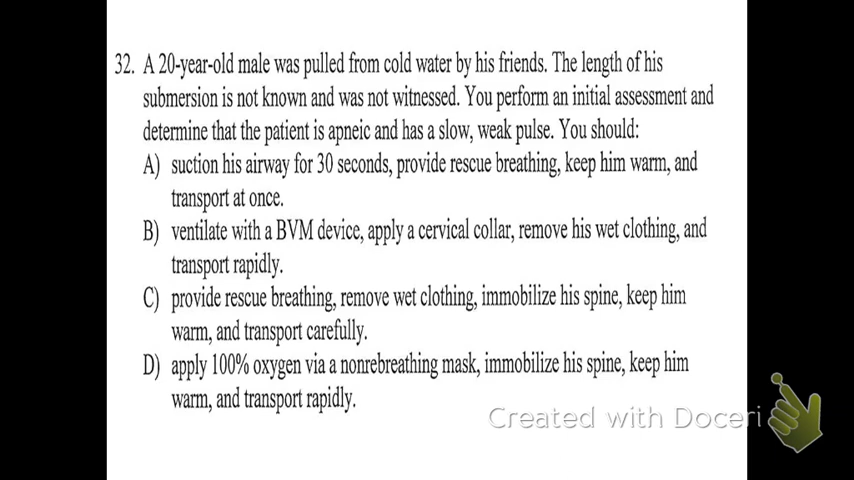 32. A 20-year-old male was pulled from cold water by his friends. The length of his
submersion is not known and was not witnessed. You perform an initial assessment and
determine that the patient is apneic and has a slow, weak pulse. You should:
A) suction his airway for 30 seconds, provide rescue breathing, keep him warm, and
transport at once.
B) ventilate with a BVM device, apply a cervical collar, remove his wet clothing, and
transport rapidly.
C) provide rescue breathing, remove wet clothing, immobilize his spine, keep him
warm, and transport carefully.
D) apply 100% oxygen via a nonrebreathing mask, immobilize his spine, keep him
warm, and transport rapidly.
Created with Doceri